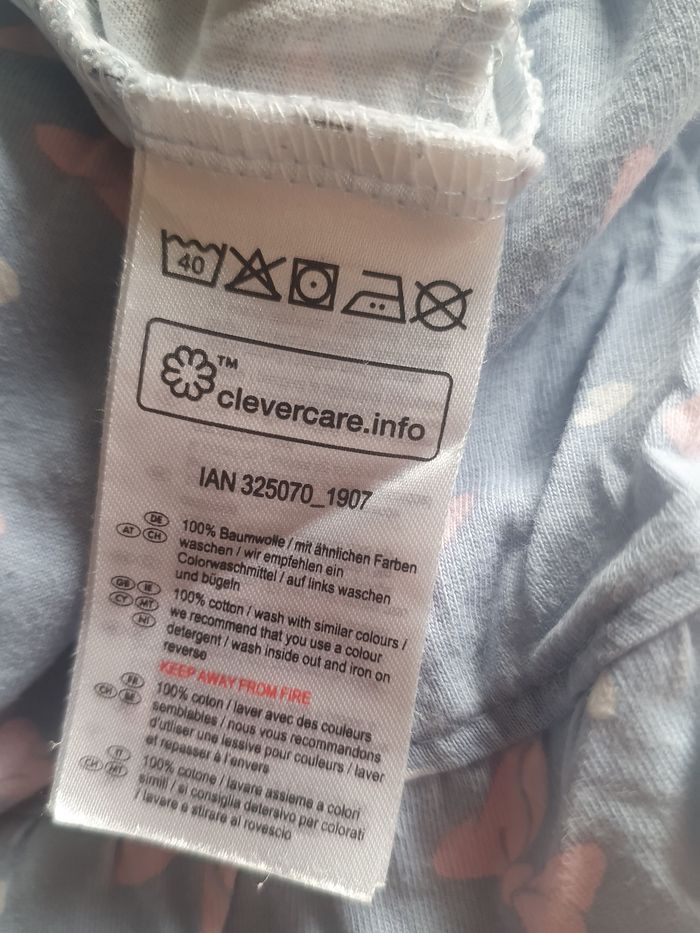 40
™
clevercare.info
IAN 325070_1907
DE AT CH
100% Baumwolle / mit ähnlichen Farben
waschen / wir empfehlen ein
Colorwaschmittel / auf links waschen
und bügeln
IE CY MT NI
100% cotton / wash with similar colours /
we recommend that you use a colour
detergent / wash inside out and iron on
reverse
KEEP AWAY FROM FIRE
FR CH BE
100% coton / laver avec des couleurs
semblables / nous vous recommandons
d'utiliser une lessive pour couleurs / laver
et repasser à l'envers
IT CH MT
100% cotone / lavare assieme a colori
simili / si consiglia detersivo per colorati
/ lavare e stirare al rovescio